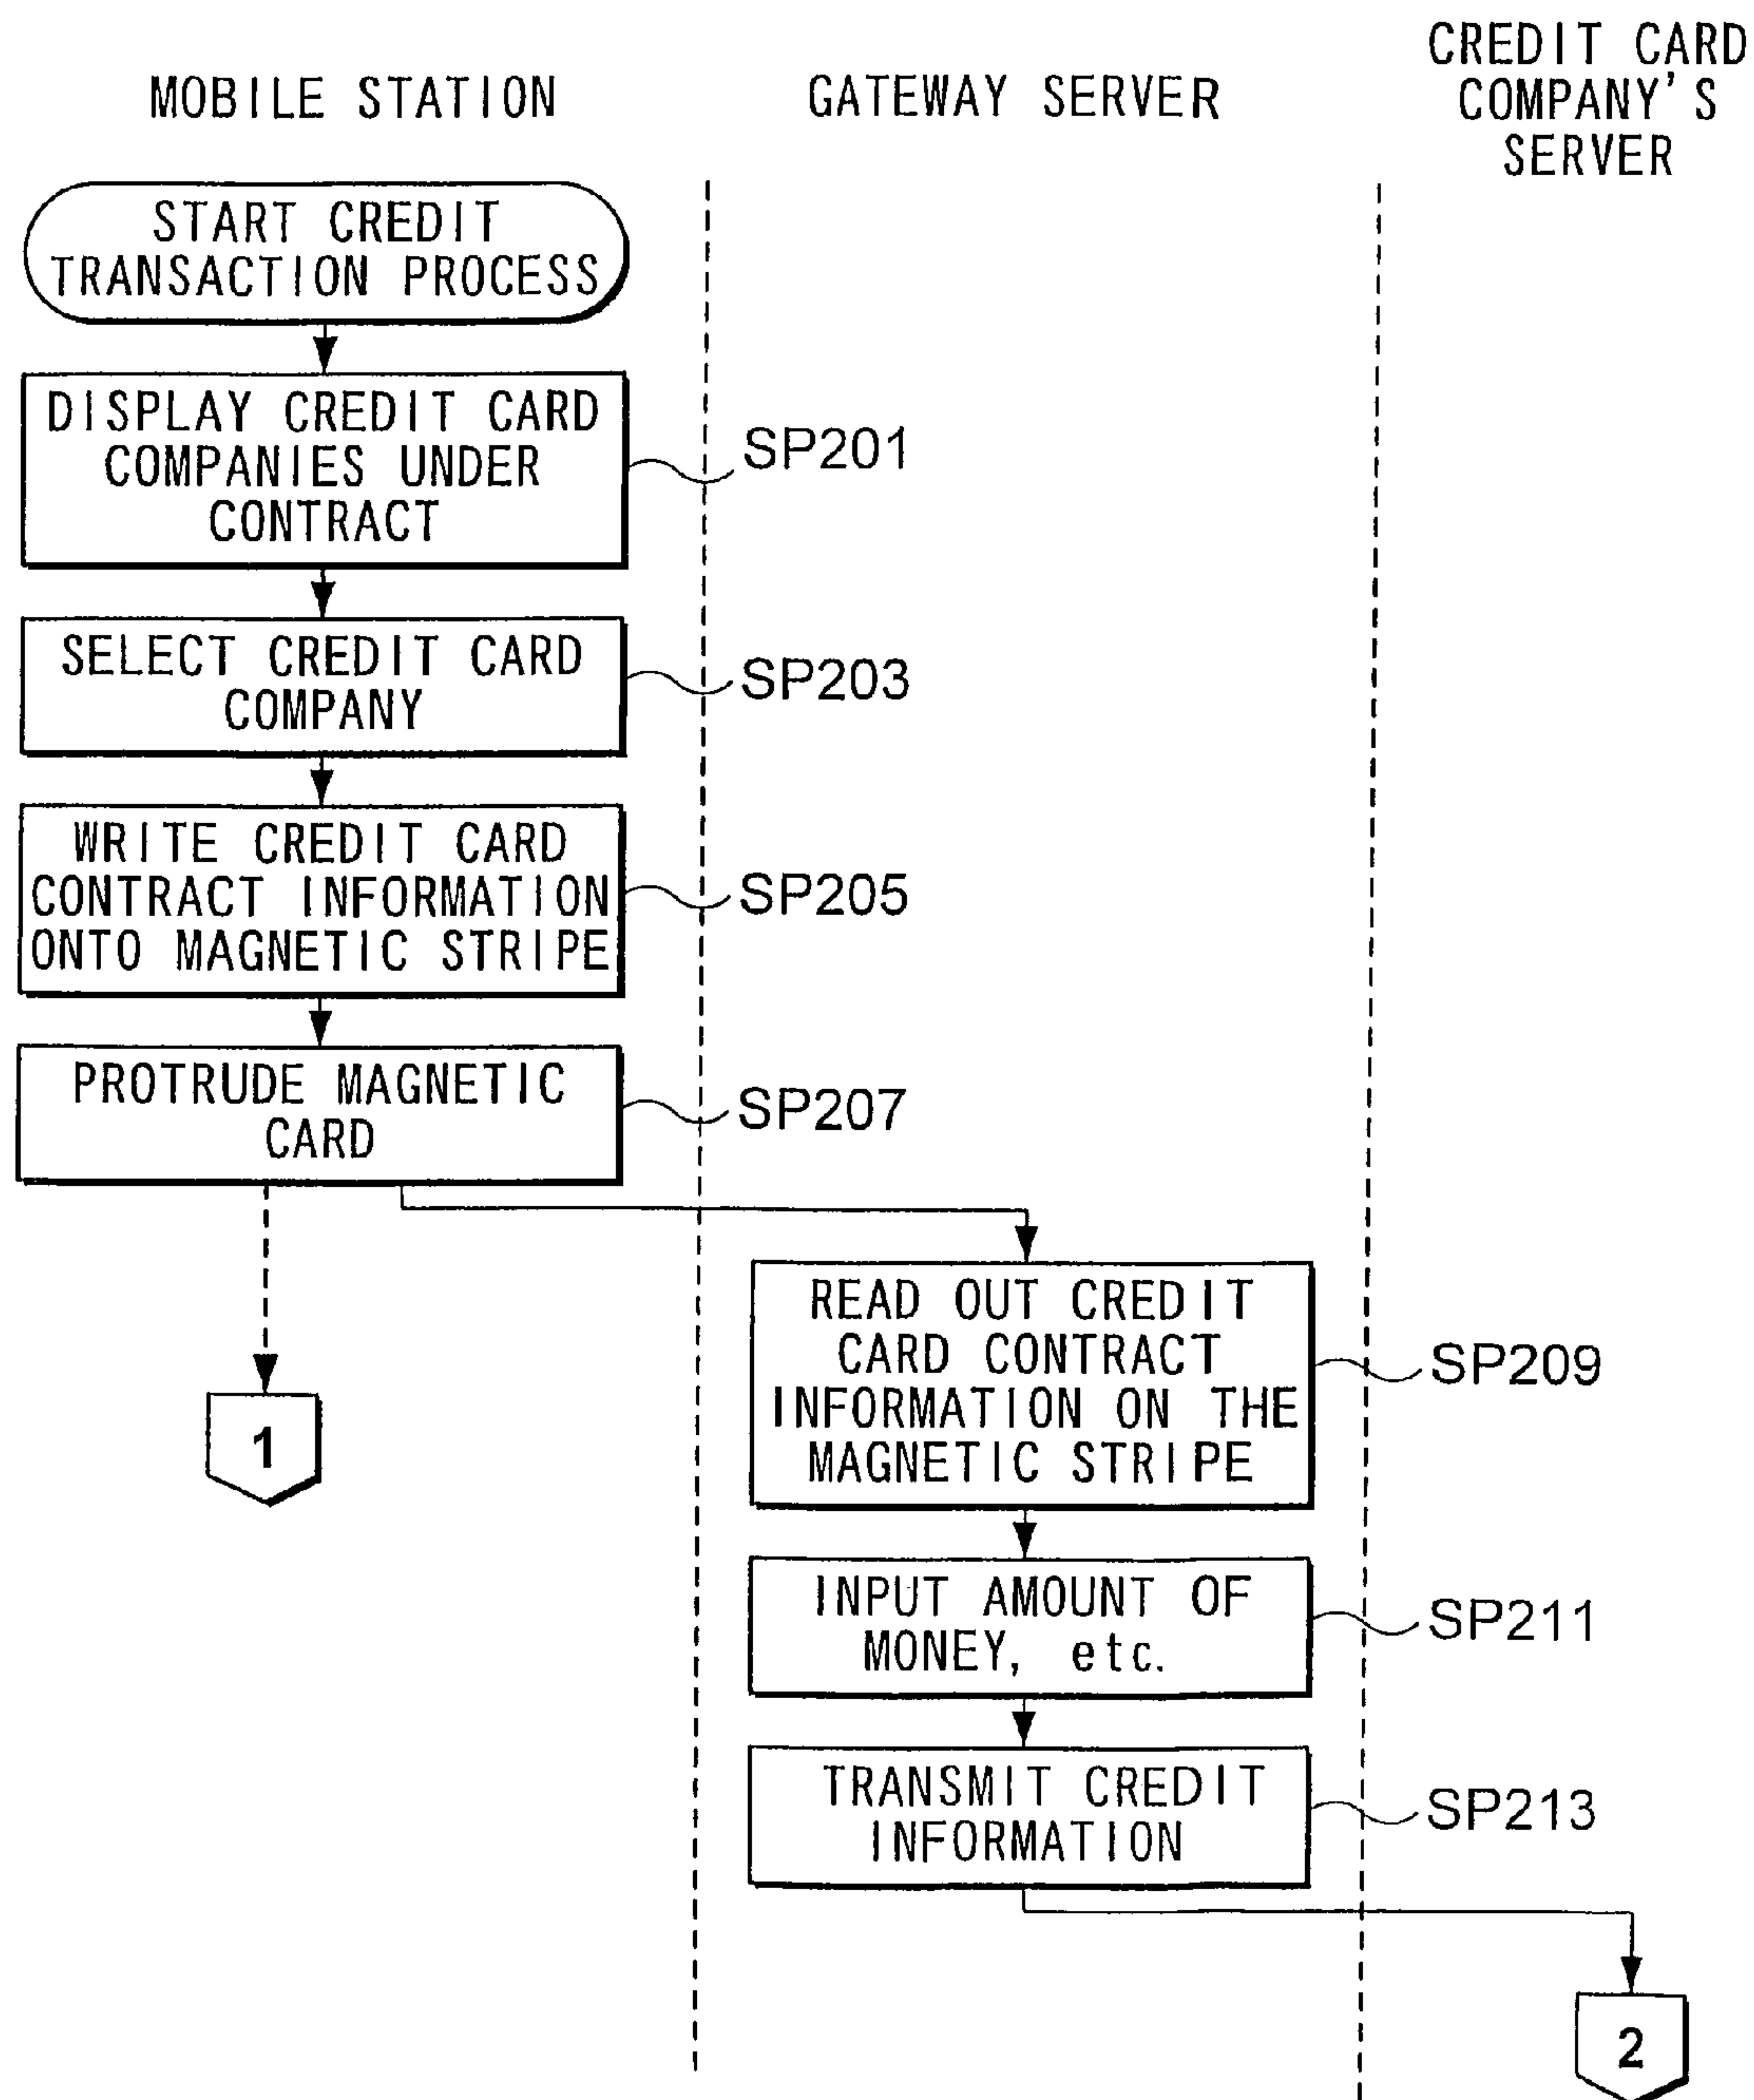 MOBILE STATION
GATEWAY SERVER
CREDIT CARD
COMPANY'S
SERVER
START CREDIT
TRANSACTION PROCESS
DISPLAY CREDIT CARD
COMPANIES UNDER
CONTRACT
SP201
SELECT CREDIT CARD
COMPANY
SP203
WRITE CREDIT CARD
CONTRACT INFORMATION
ONTO MAGNETIC STRIPE
SP205
PROTRUDE MAGNETIC
CARD
SP207
1
READ OUT CREDIT
CARD CONTRACT
INFORMATION ON THE
MAGNETIC STRIPE
SP209
INPUT AMOUNT OF
MONEY, etc.
SP211
TRANSMIT CREDIT
INFORMATION
SP213
2